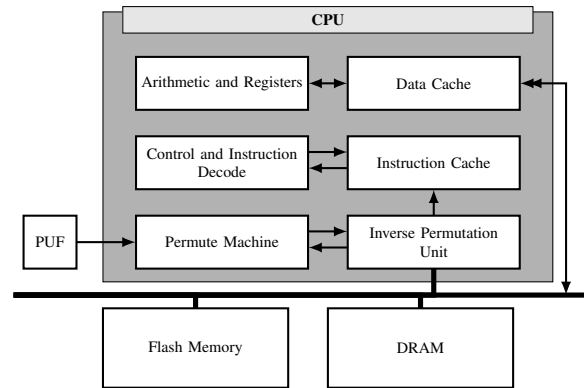 CPU
Arithmetic and Registers
Data Cache
Control and Instruction
Decode
Instruction Cache
PUF
Permute Machine
Inverse Permutation
Unit
Flash Memory
DRAM